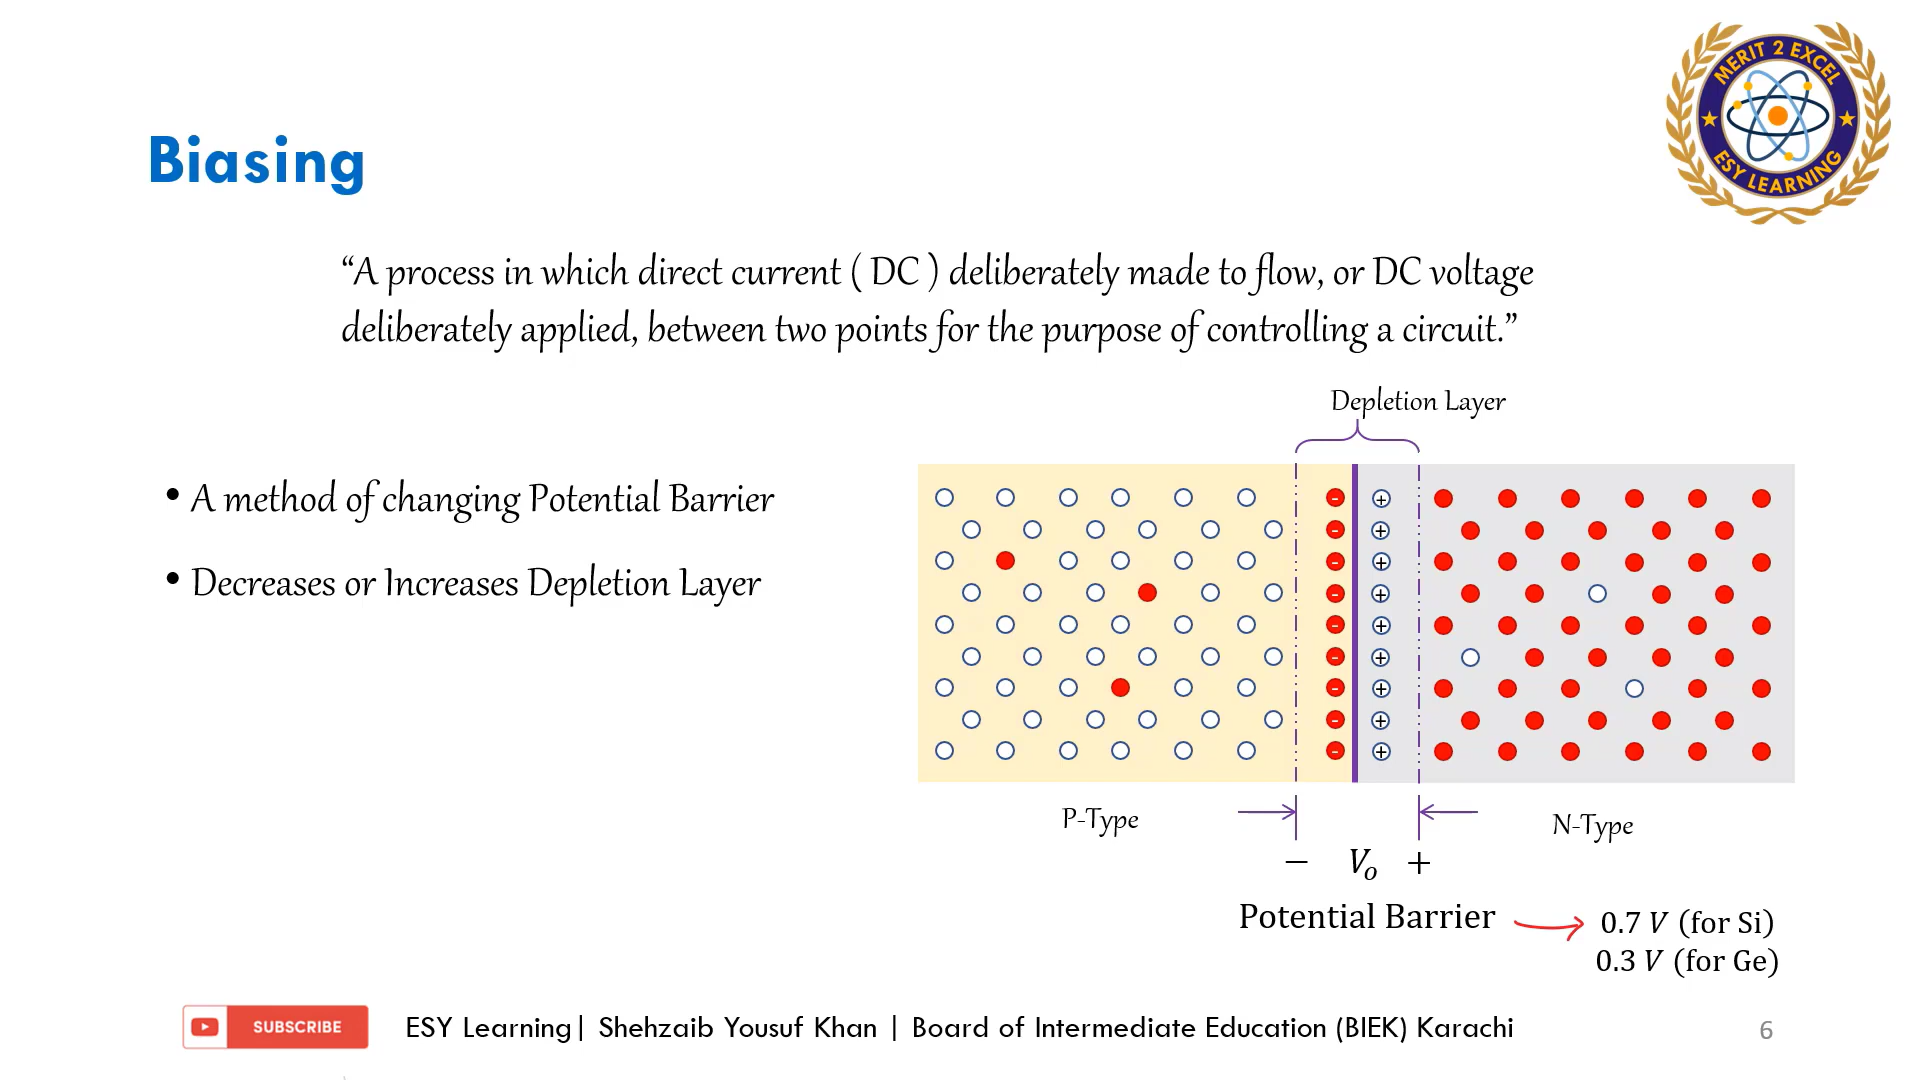 MERIT 2 EXCEL
ESY LEARNING
Biasing
“A process in which direct current ( DC ) deliberately made to flow, or DC voltage
deliberately applied, between two points for the purpose of controlling a circuit.”
Depletion Layer
• A method of changing Potential Barrier
• Decreases or Increases Depletion Layer
- +
- +
- +
- +
- +
- +
- +
- +
- +
P-Type
N-Type
− Vₒ +
Potential Barrier
0.7 V (for Si)
0.3 V (for Ge)
SUBSCRIBE
ESY Learning| Shehzaib Yousuf Khan | Board of Intermediate Education (BIEK) Karachi
6